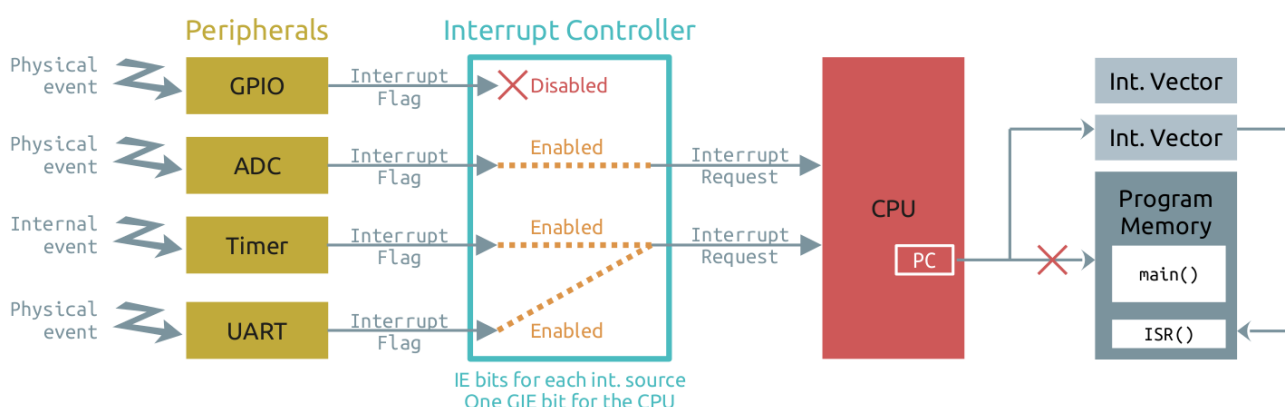 Peripherals
Interrupt Controller
Physical
event
GPIO
Interrupt
Flag
Disabled
Int. Vector
Physical
event
ADC
Interrupt
Flag
Enabled
Interrupt
Request
Int. Vector
Internal
event
Timer
Interrupt
Flag
Enabled
Interrupt
Request
CPU
PC
Program
Memory
main()
Physical
event
UART
Interrupt
Flag
Enabled
ISR()
IE bits for each int. source
One GIE bit for the CPU